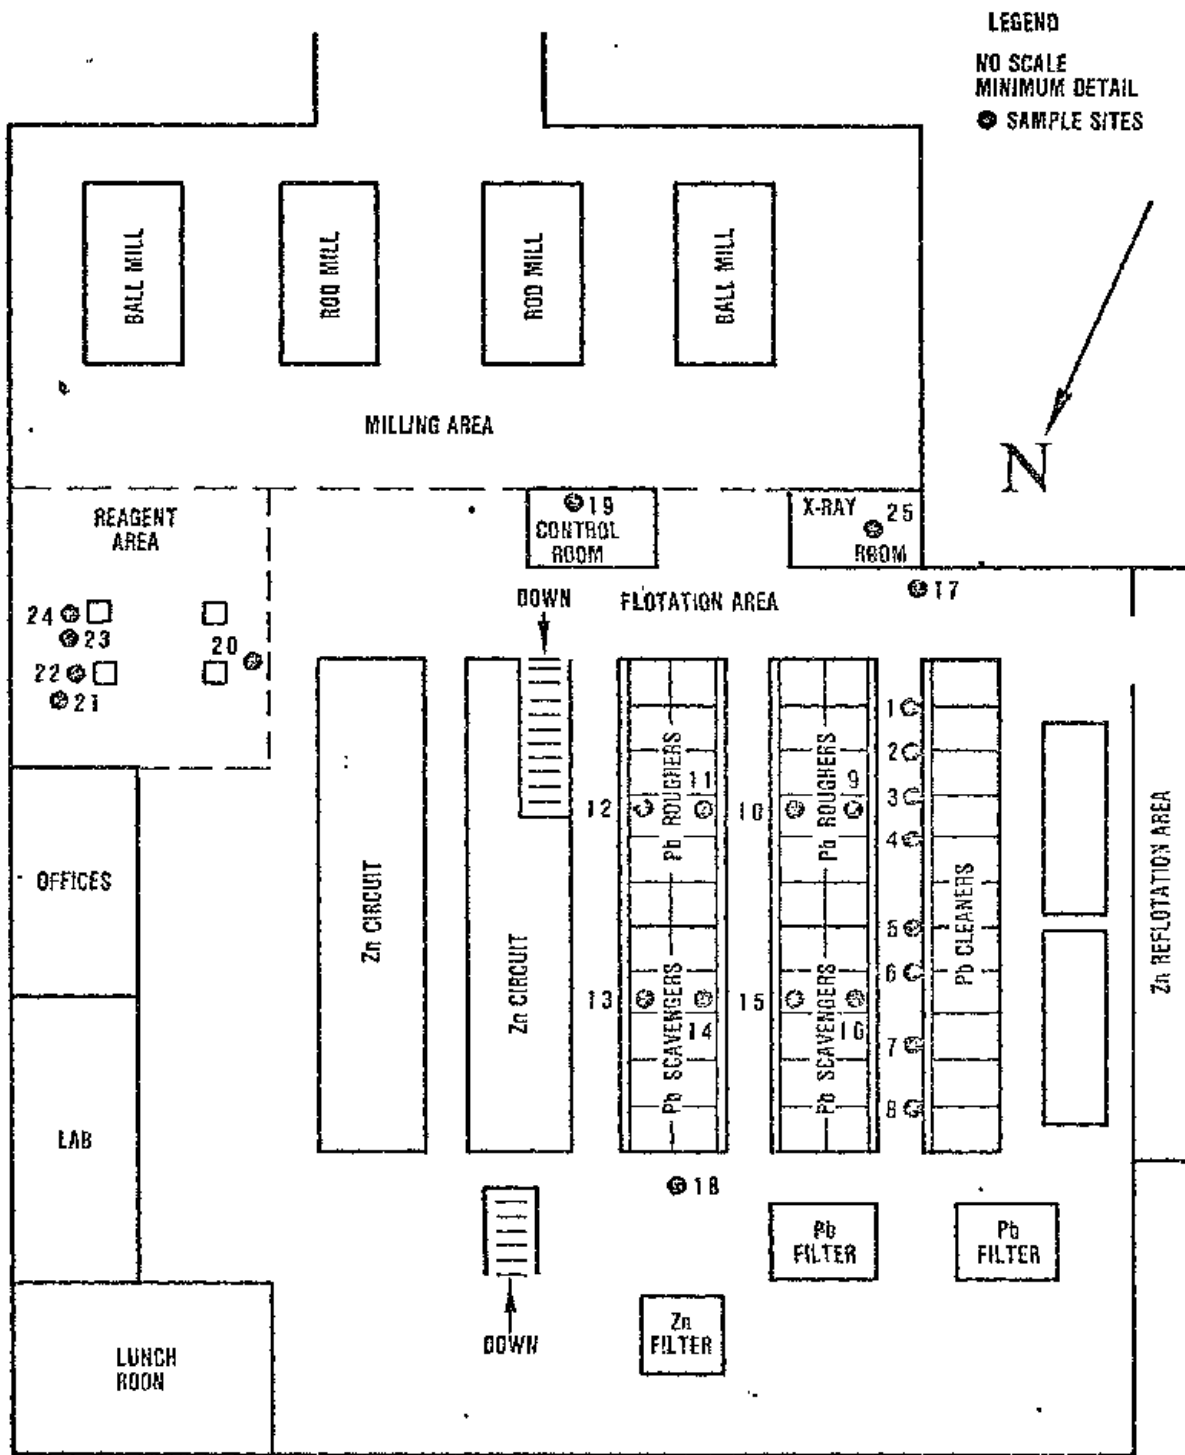 LEGEND
NO SCALE
MINIMUM DETAIL
SAMPLE SITES
BALL MILL
ROD MILL
ROD MILL
BALL MILL
MILLING AREA
N
REAGENT
AREA
19
CONTROL
ROOM
X-RAY
25
ROOM
17
DOWN
FLOTATION AREA
24
23
20
22
21
1
2
3
4
5
6
7
8
Pb ROUGHERS
11
12
Pb ROUGHERS
9
10
Pb CLEANERS
Zn REFLOTATION AREA
OFFICES
Zn CIRCUIT
Zn CIRCUIT
Pb SCAVENGERS
13
14
Pb SCAVENGERS
15
16
LAB
18
Pb
FILTER
Pb
FILTER
Zn
FILTER
DOWN
LUNCH
ROOM